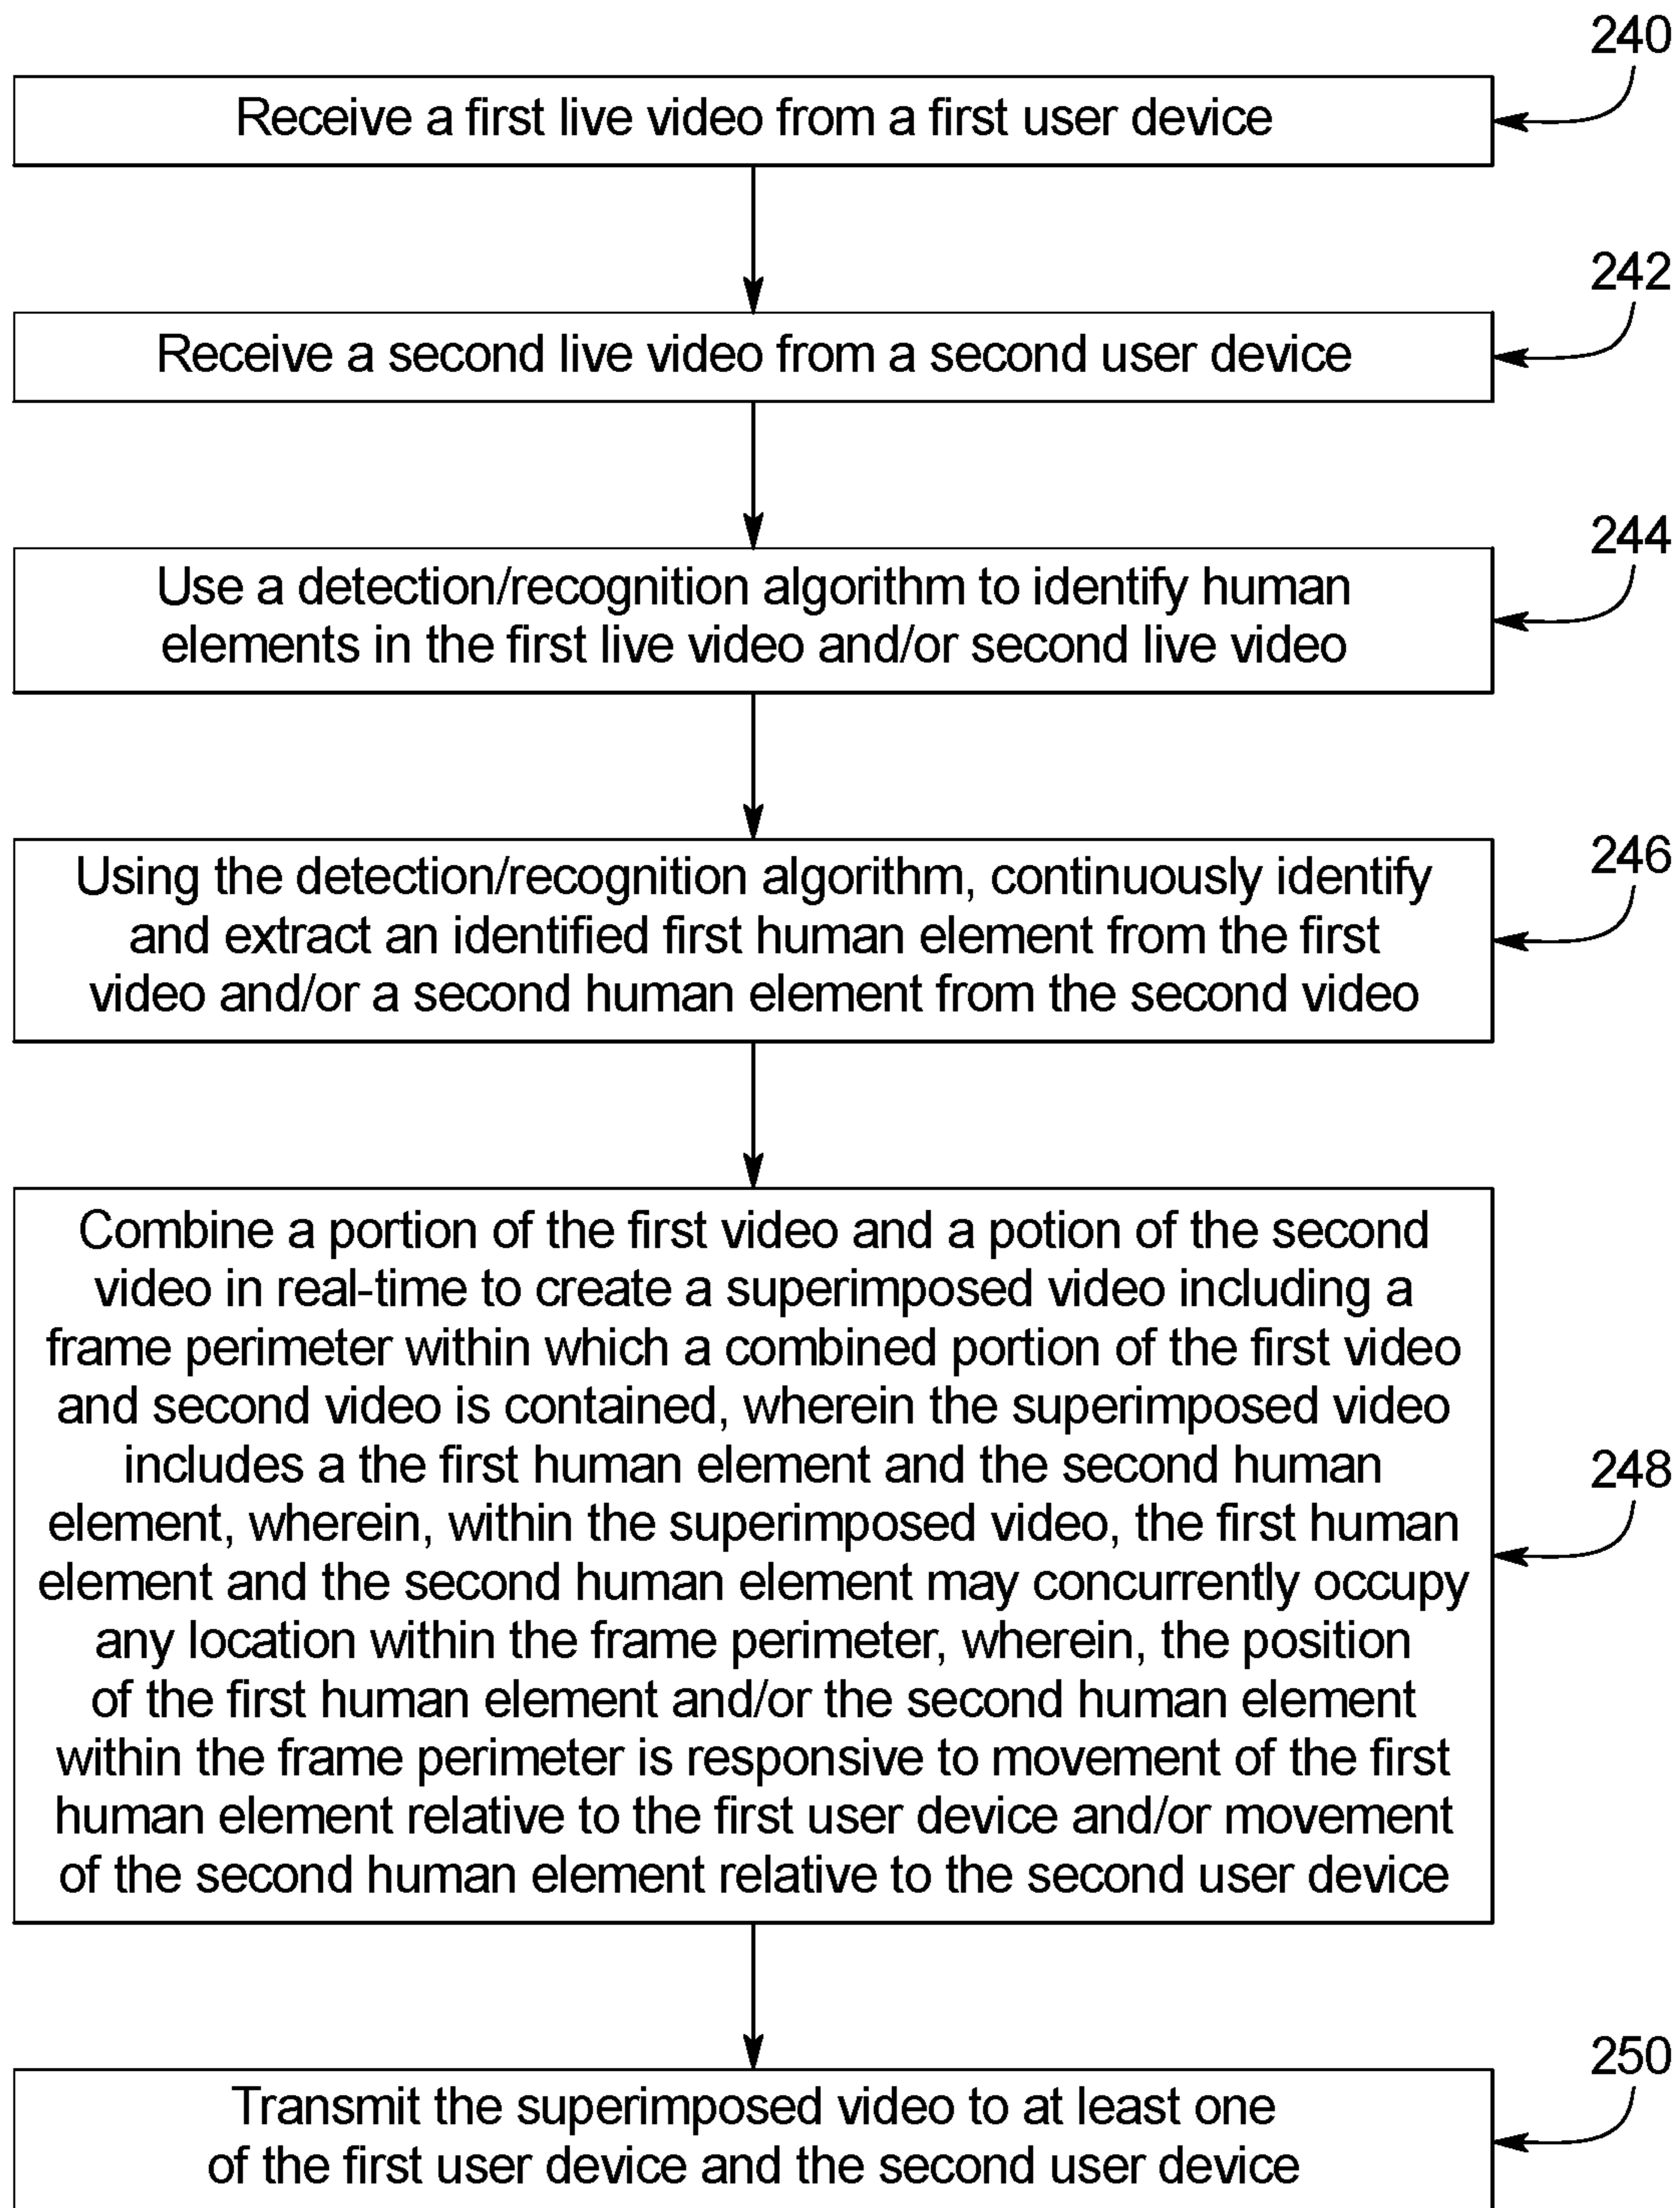 240
Receive a first live video from a first user device
242
Receive a second live video from a second user device
244
Use a detection/recognition algorithm to identify human
elements in the first live video and/or second live video
246
Using the detection/recognition algorithm, continuously identify
and extract an identified first human element from the first
video and/or a second human element from the second video
Combine a portion of the first video and a potion of the second
video in real-time to create a superimposed video including a
frame perimeter within which a combined portion of the first video
and second video is contained, wherein the superimposed video
includes a the first human element and the second human
element, wherein, within the superimposed video, the first human
element and the second human element may concurrently occupy
any location within the frame perimeter, wherein, the position
of the first human element and/or the second human element
within the frame perimeter is responsive to movement of the first
human element relative to the first user device and/or movement
of the second human element relative to the second user device
248
250
Transmit the superimposed video to at least one
of the first user device and the second user device